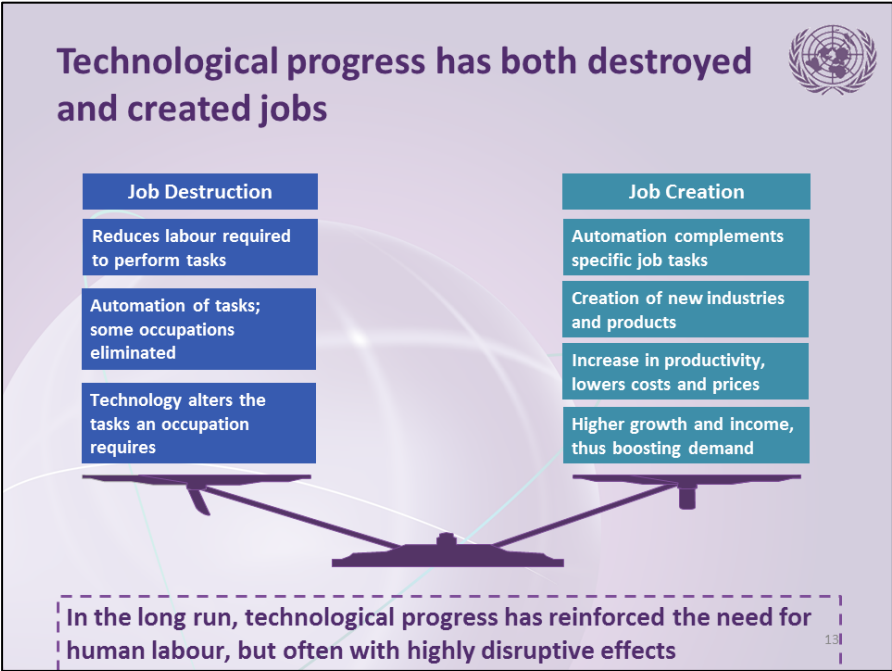 Technological progress has both destroyed
and created jobs
Job Destruction
Reduces labour required
to perform tasks
Automation of tasks;
some occupations
eliminated
Technology alters the
tasks an occupation
requires
Job Creation
Automation complements
specific job tasks
Creation of new industries
and products
Increase in productivity,
lowers costs and prices
Higher growth and income,
thus boosting demand
In the long run, technological progress has reinforced the need for
human labour, but often with highly disruptive effects
13